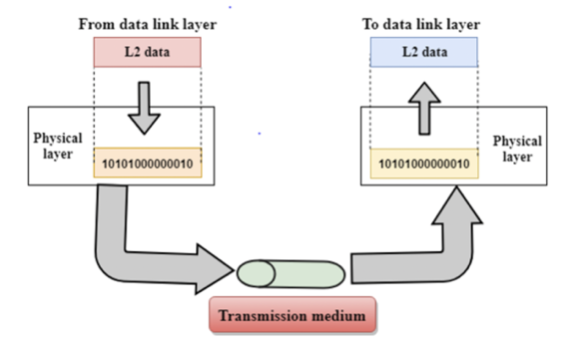 From data link layer
L2 data
Physical
layer
10101000000010
To data link layer
L2 data
10101000000010
Physical
layer
Transmission medium